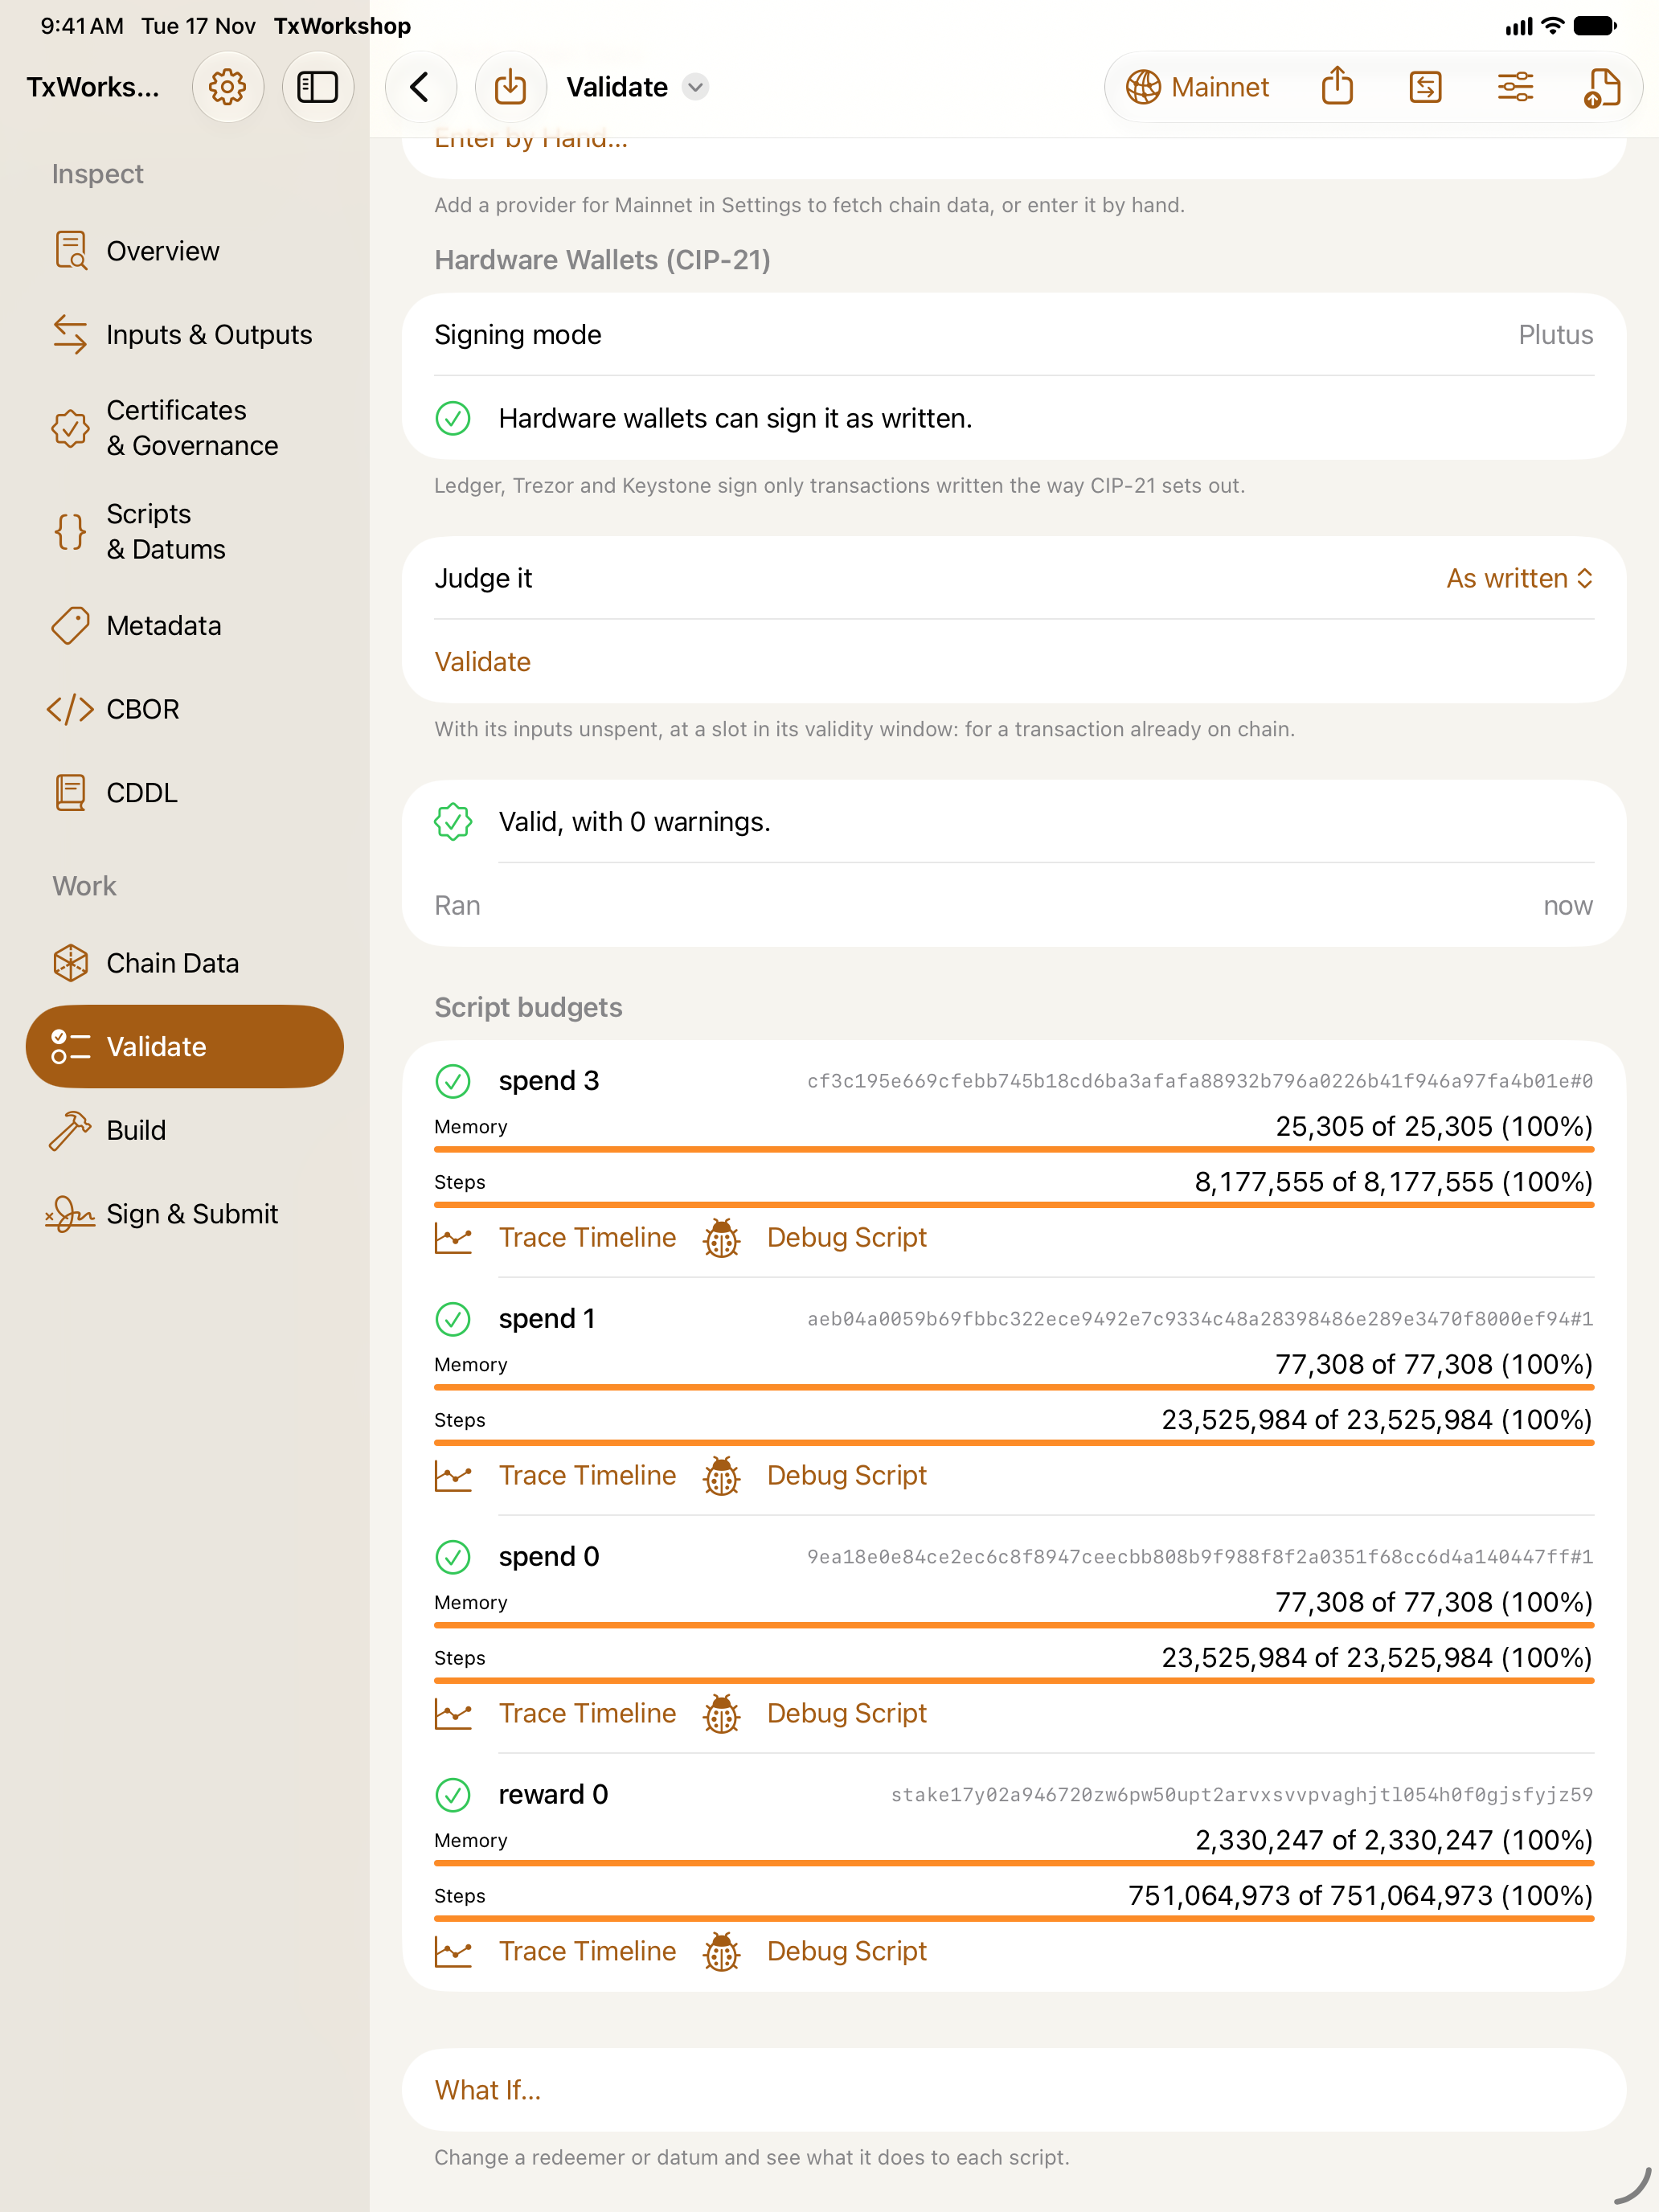 9:41 AM Tue 17 Nov TxWorkshop
TxWorks...
Validate
Mainnet
Inspect
Overview
Inputs & Outputs
Certificates
& Governance
Scripts
& Datums
Metadata
CBOR
CDDL
Work
Chain Data
Validate
Build
Sign & Submit
Enter by Hand...
Add a provider for Mainnet in Settings to fetch chain data, or enter it by hand.
Hardware Wallets (CIP-21)
Signing mode Plutus
Hardware wallets can sign it as written.
Ledger, Trezor and Keystone sign only transactions written the way CIP-21 sets out.
Judge it As written
Validate
With its inputs unspent, at a slot in its validity window: for a transaction already on chain.
Valid, with 0 warnings.
Ran now
Script budgets
spend 3 cf3c195e669cfebb745b18cd6ba3afafa88932b796a0226b41f946a97fa4b01e#0
Memory 25,305 of 25,305 (100%)
Steps 8,177,555 of 8,177,555 (100%)
Trace Timeline Debug Script
spend 1 aeb04a0059b69fbbc322ece9492e7c9334c48a28398486e289e3470f8000ef94#1
Memory 77,308 of 77,308 (100%)
Steps 23,525,984 of 23,525,984 (100%)
Trace Timeline Debug Script
spend 0 9ea18e0e84ce2ec6c8f8947ceecbb808b9f988f8f2a0351f68cc6d4a140447ff#1
Memory 77,308 of 77,308 (100%)
Steps 23,525,984 of 23,525,984 (100%)
Trace Timeline Debug Script
reward 0 stake17y02a946720zw6pw50upt2arvxsvvpvaghjtl054h0f0gjsfyjz59
Memory 2,330,247 of 2,330,247 (100%)
Steps 751,064,973 of 751,064,973 (100%)
Trace Timeline Debug Script
What If...
Change a redeemer or datum and see what it does to each script.